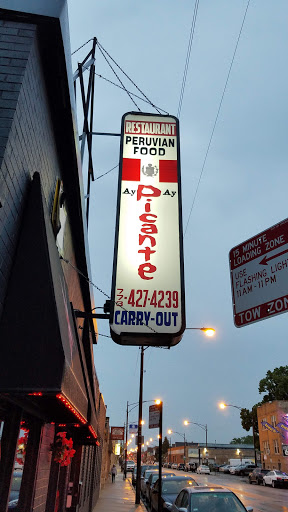 RESTAURANT
PERUVIAN
FOOD
Ay Ay
Picante
773-427-4239
CARRY-OUT
15 MINUTE
LOADING ZONE
USE
FLASHING LIGHTS
11AM-11PM
TOW ZONE